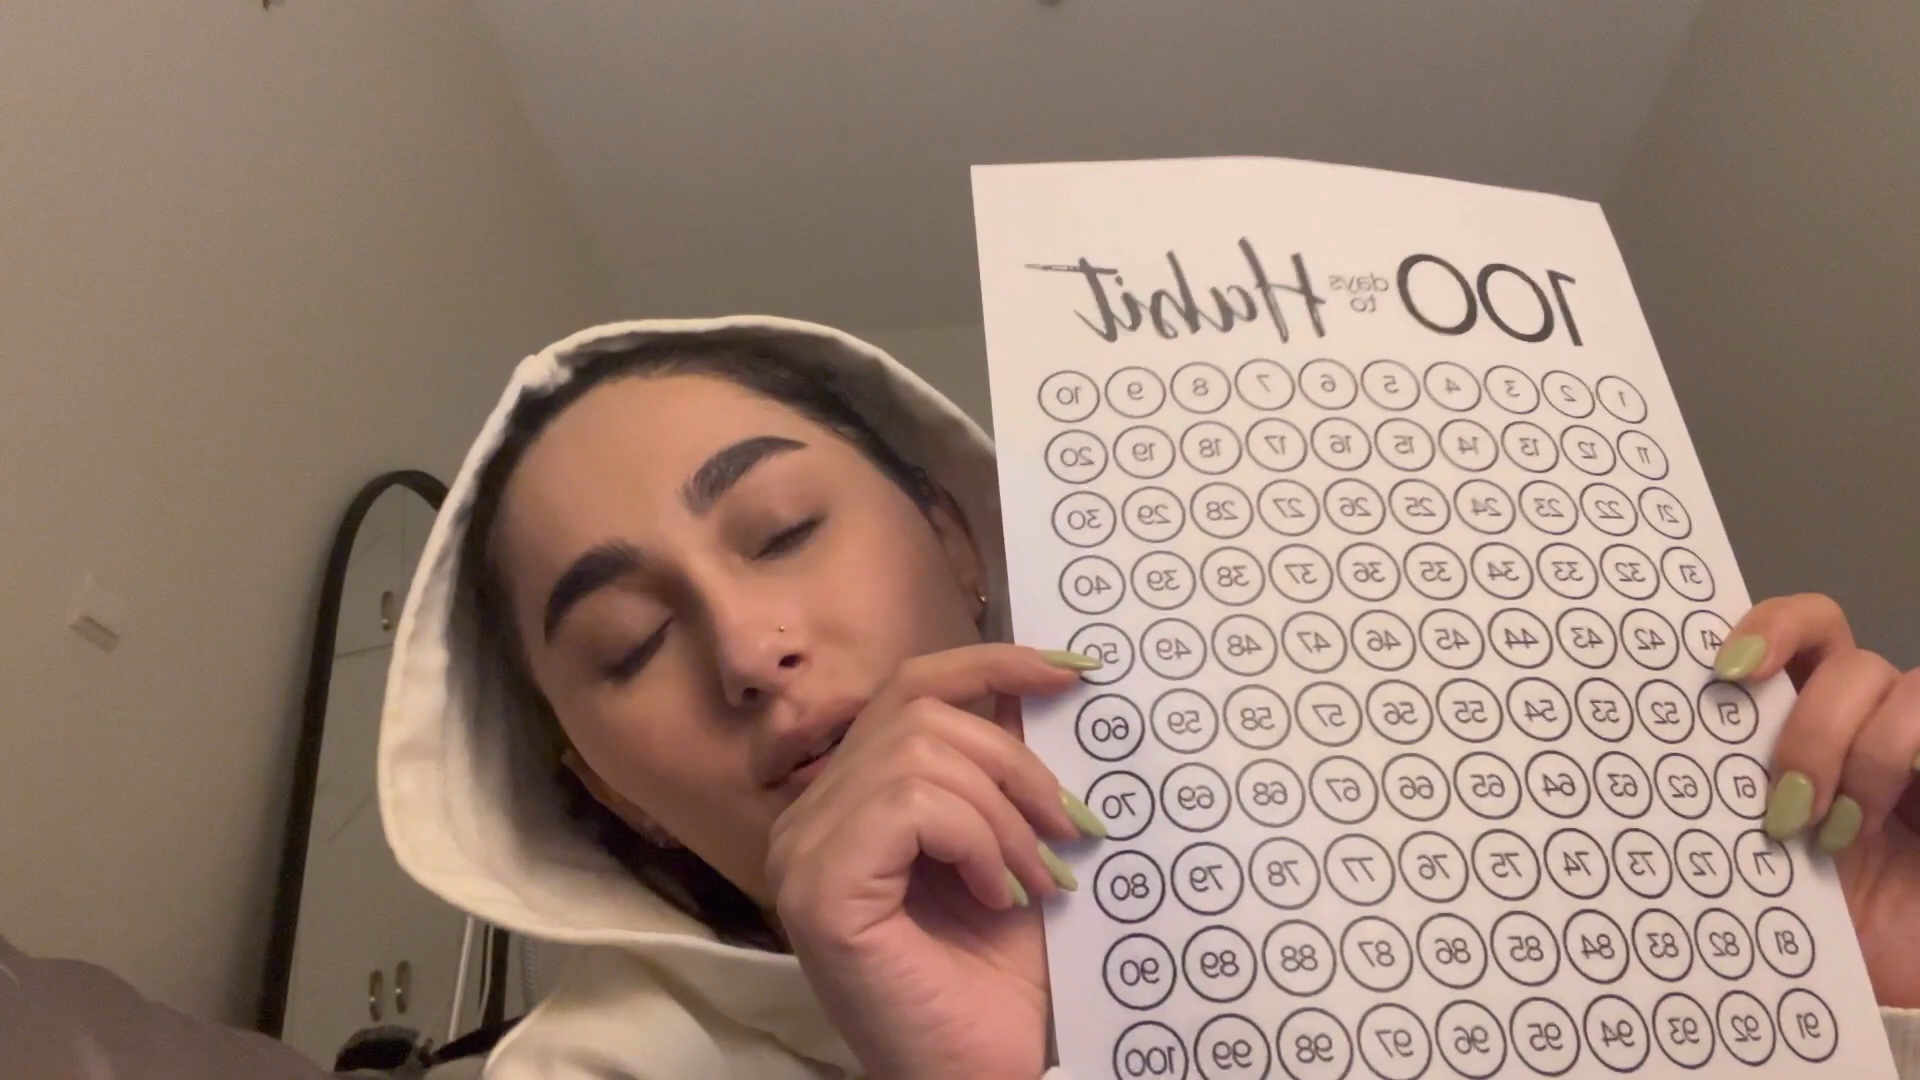 100 days to Habit
1 2 3 4 5 6 7 8 9 10
11 12 13 14 15 16 17 18 19 20
21 22 23 24 25 26 27 28 29 30
31 32 33 34 35 36 37 38 39 40
41 42 43 44 45 46 47 48 49 50
51 52 53 54 55 56 57 58 59 60
61 62 63 64 65 66 67 68 69 70
71 72 73 74 75 76 77 78 79 80
81 82 83 84 85 86 87 88 89 90
91 92 93 94 95 96 97 98 99 100